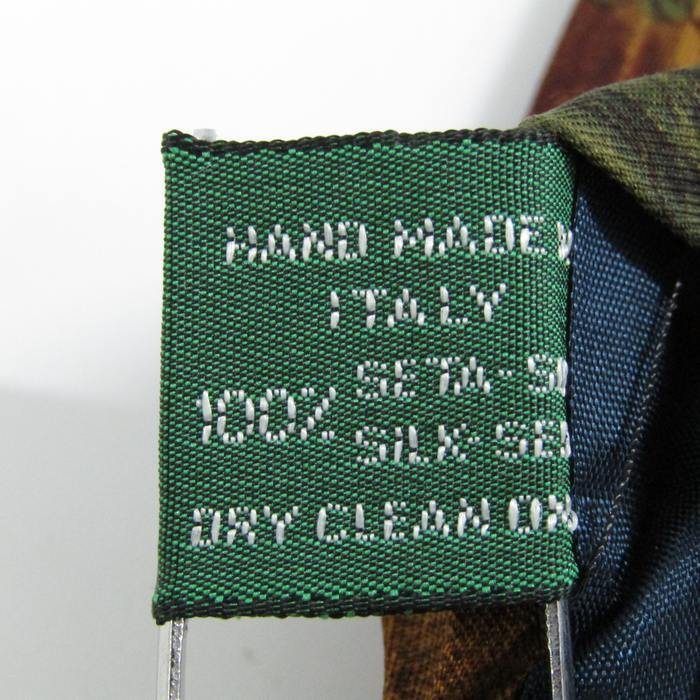 HAND MADE
ITALY
100% SETA-
SILK-
DRY CLEAN